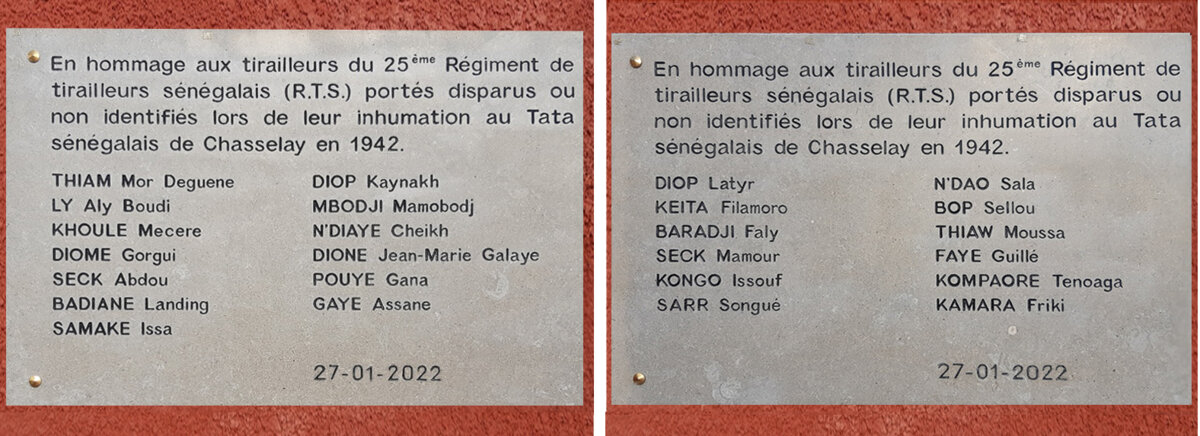 En hommage aux tirailleurs du 25ème Régiment de
tirailleurs sénégalais (R.T.S.) portés disparus ou
non identifiés lors de leur inhumation au Tata
sénégalais de Chasselay en 1942.
THIAM Mor Deguene
LY Aly Boudi
KHOULE Mecere
DIOME Gorgui
SECK Abdou
BADIANE Landing
SAMAKE Issa
DIOP Kaynakh
MBODJI Mamobodj
N'DIAYE Cheikh
DIONE Jean-Marie Galaye
POUYE Gana
GAYE Assane
27-01-2022
En hommage aux tirailleurs du 25ème Régiment de
tirailleurs sénégalais (R.T.S.) portés disparus ou
non identifiés lors de leur inhumation au Tata
sénégalais de Chasselay en 1942.
DIOP Latyr
KEITA Filamoro
BARADJI Faly
SECK Mamour
KONGO Issouf
SARR Songué
N'DAO Sala
BOP Sellou
THIAW Moussa
FAYE Guillé
KOMPAORE Tenoaga
KAMARA Friki
27-01-2022